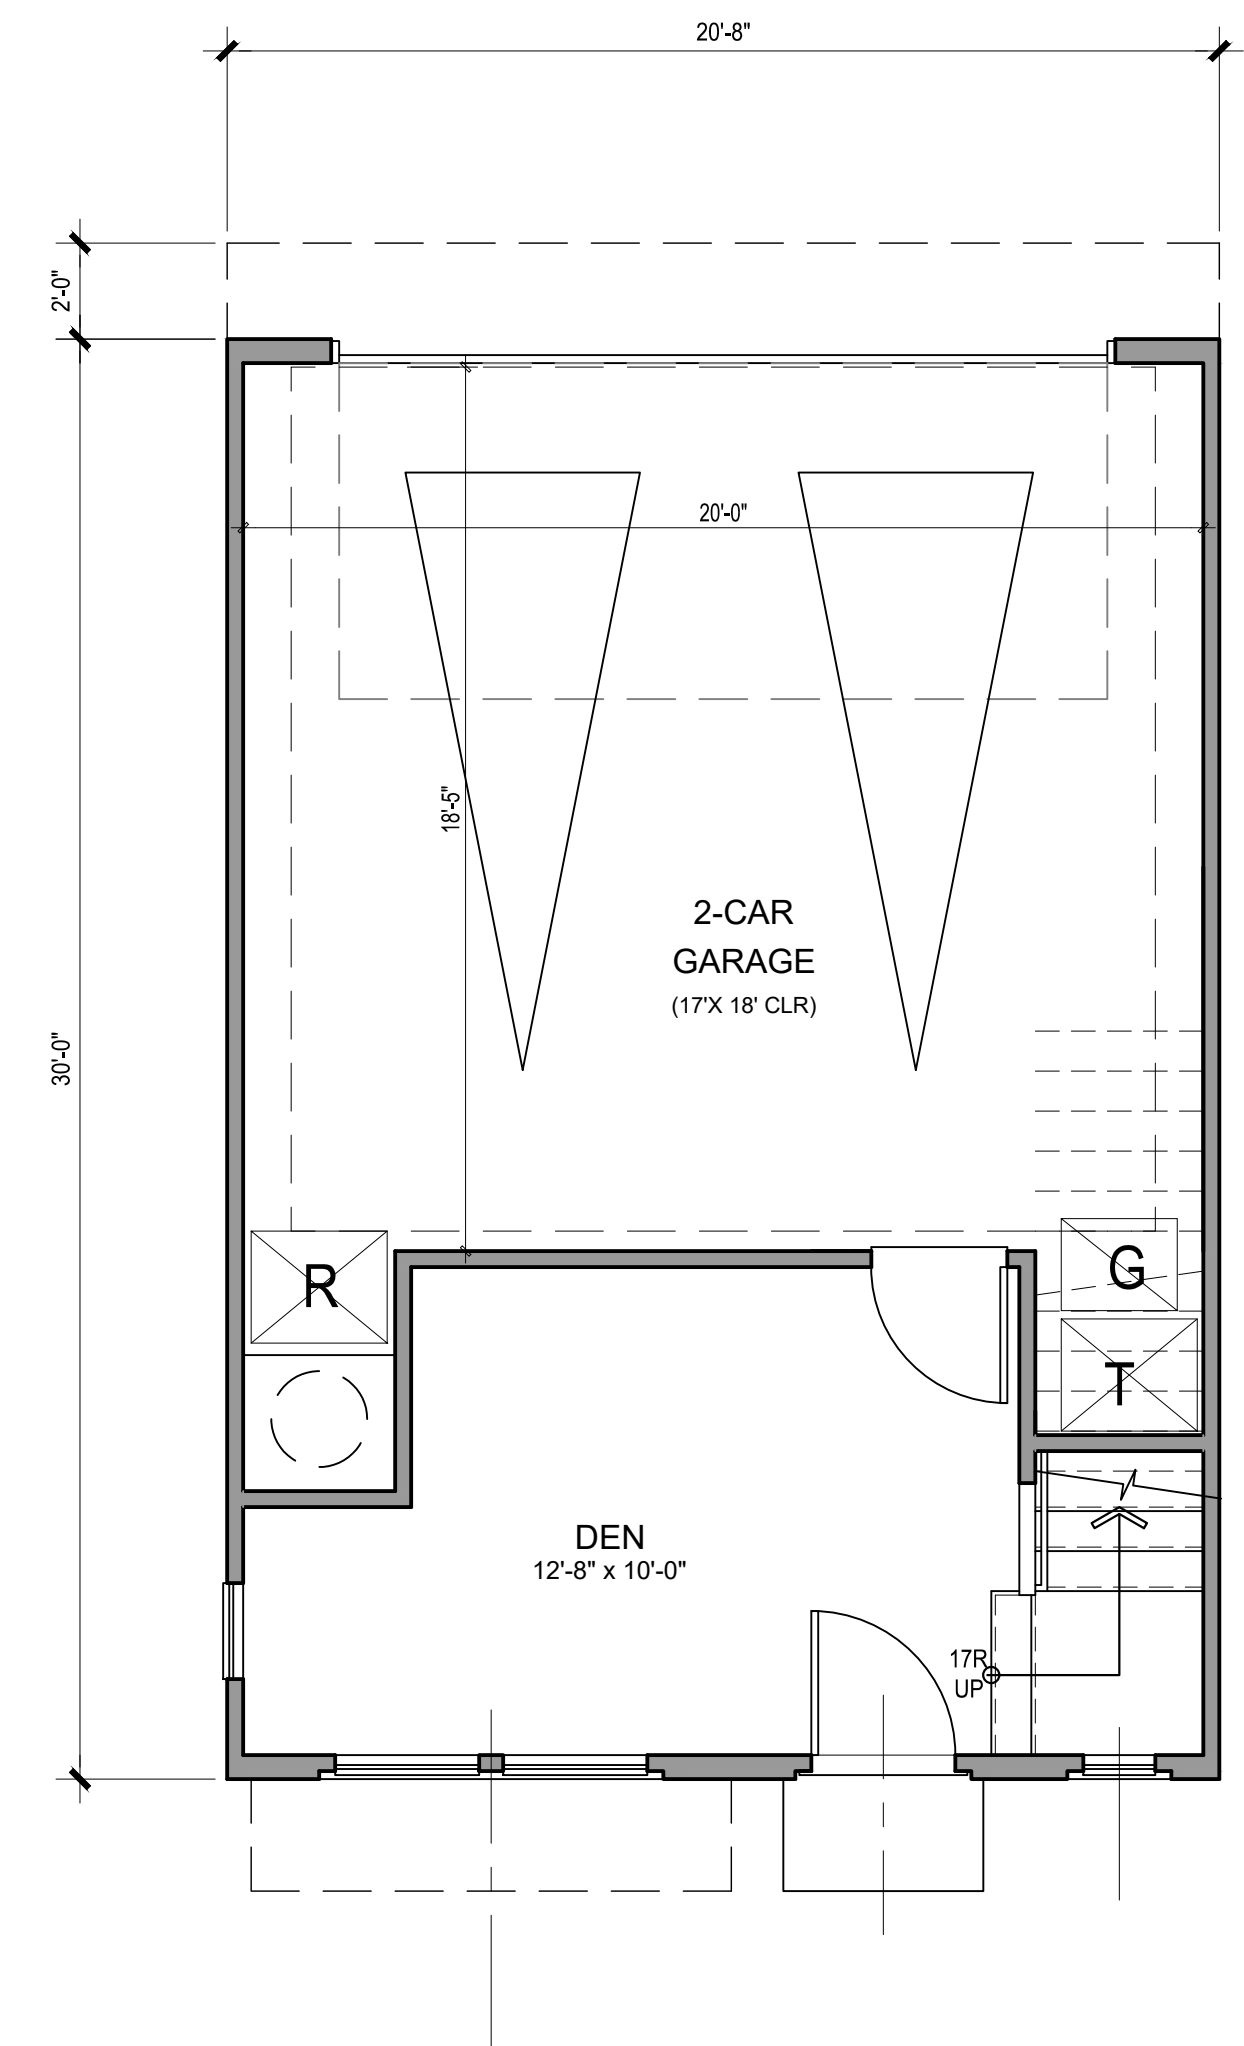 20'-8"
2'-0"
20'-0"
18'-5"
2-CAR
GARAGE
(17'X 18' CLR)
30'-0"
R
G
T
DEN
12'-8" x 10'-0"
17R
UP